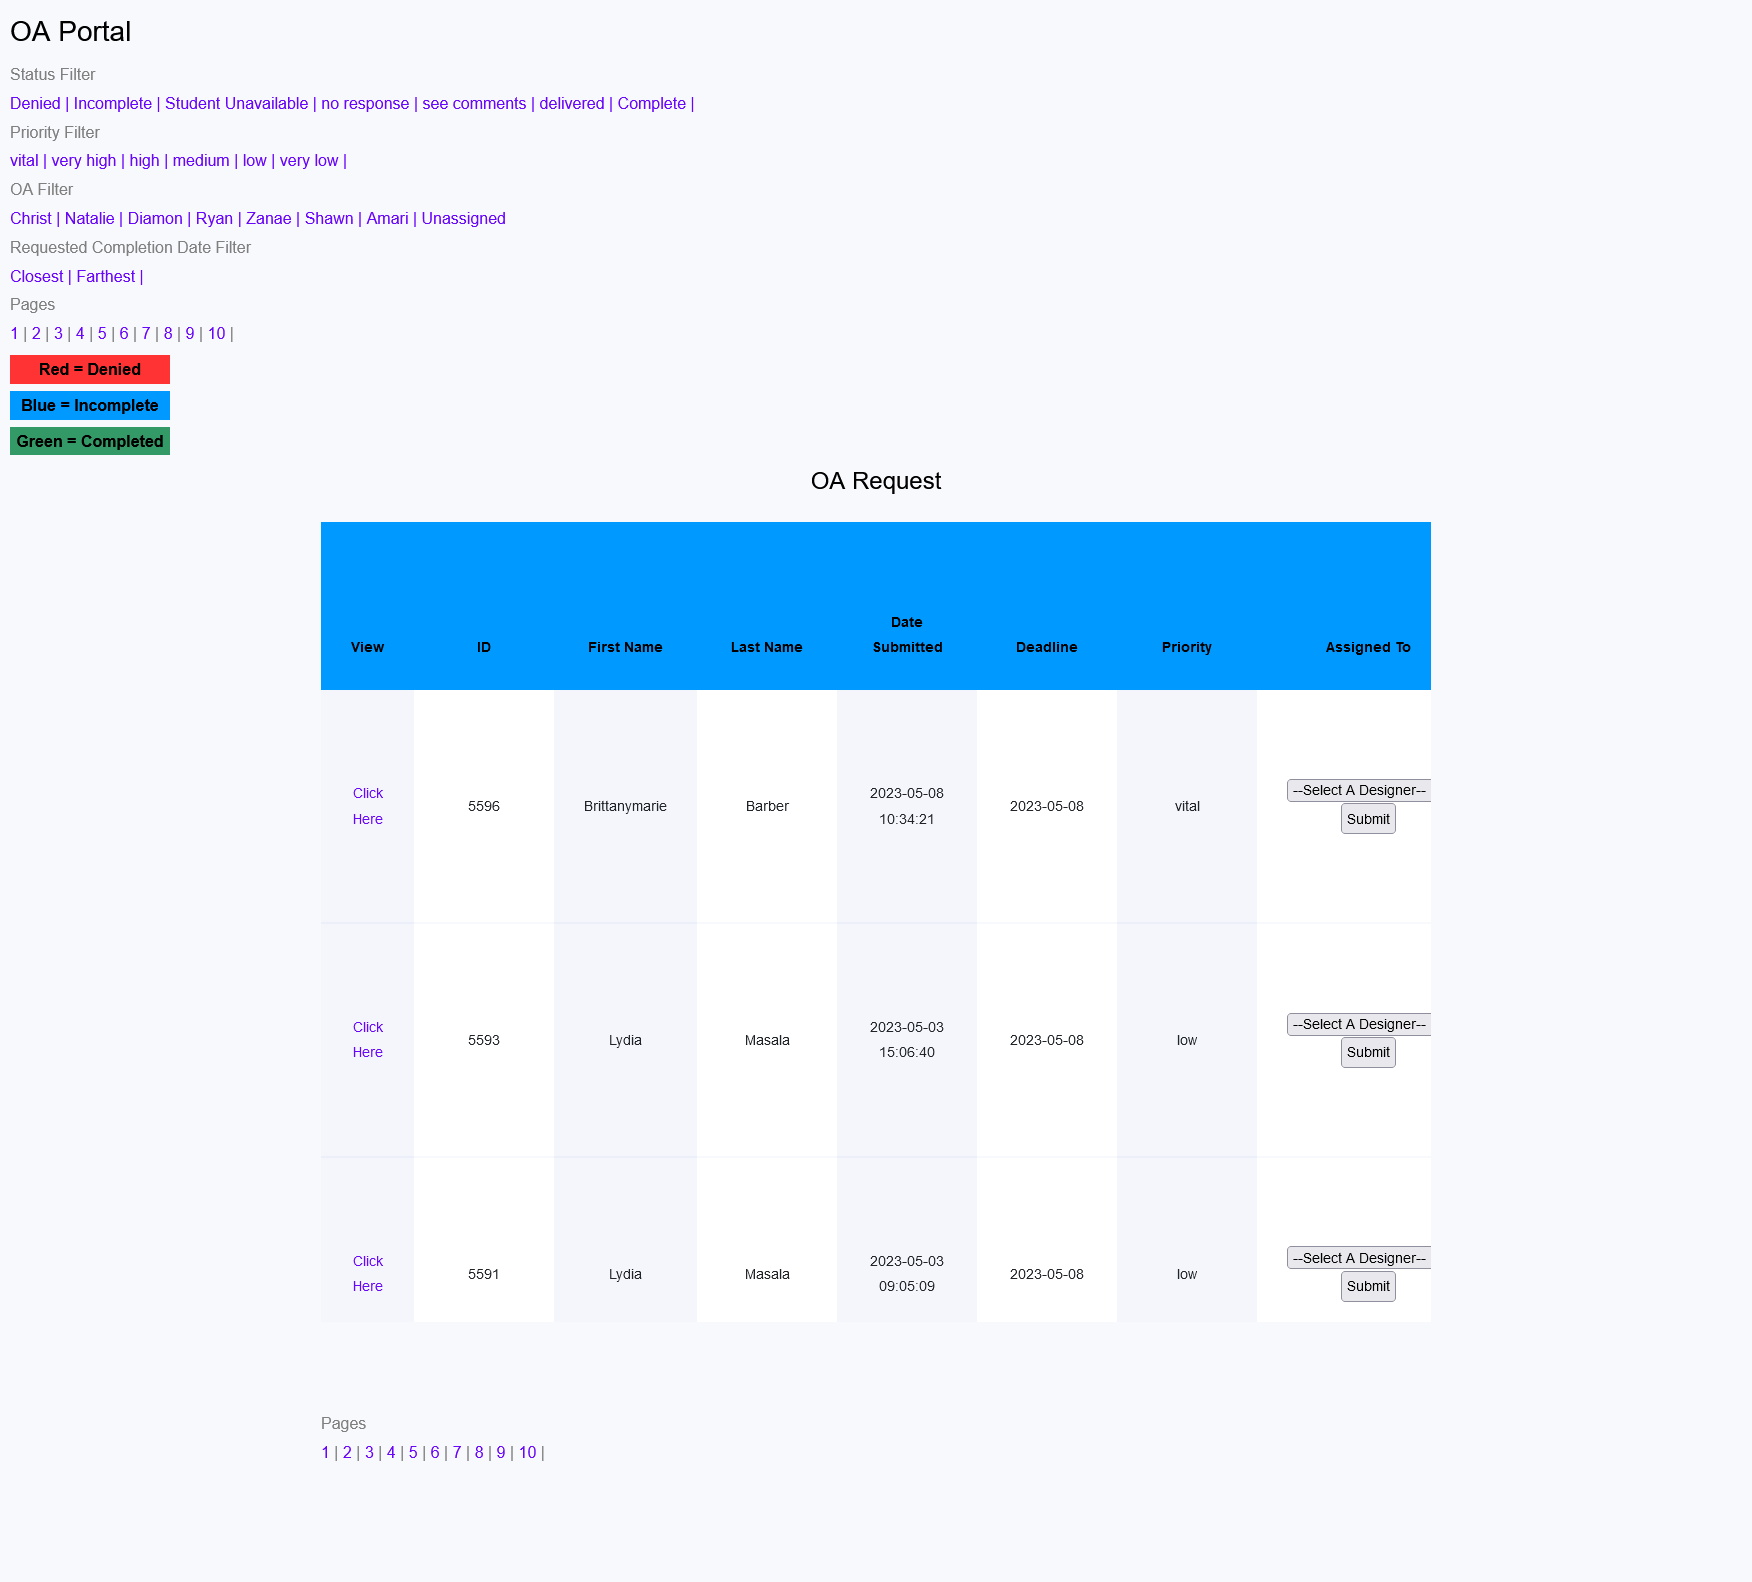 OA Portal
Status Filter
Denied | Incomplete | Student Unavailable | no response | see comments | delivered | Complete |
Priority Filter
vital | very high | high | medium | low | very low |
OA Filter
Christ | Natalie | Diamon | Ryan | Zanae | Shawn | Amari | Unassigned
Requested Completion Date Filter
Closest | Farthest |
Pages
1 | 2 | 3 | 4 | 5 | 6 | 7 | 8 | 9 | 10 |
Red = Denied
Blue = Incomplete
Green = Completed
OA Request
Date
View ID First Name Last Name Submitted Deadline Priority Assigned To
Click 2023-05-08 --Select A Designer--
5596 Brittanymarie Barber 2023-05-08 vital
Here 10:34:21 Submit
Click 2023-05-03 --Select A Designer--
5593 Lydia Masala 2023-05-08 low
Here 15:06:40 Submit
Click 2023-05-03 --Select A Designer--
5591 Lydia Masala 2023-05-08 low
Here 09:05:09 Submit
Pages
1 | 2 | 3 | 4 | 5 | 6 | 7 | 8 | 9 | 10 |